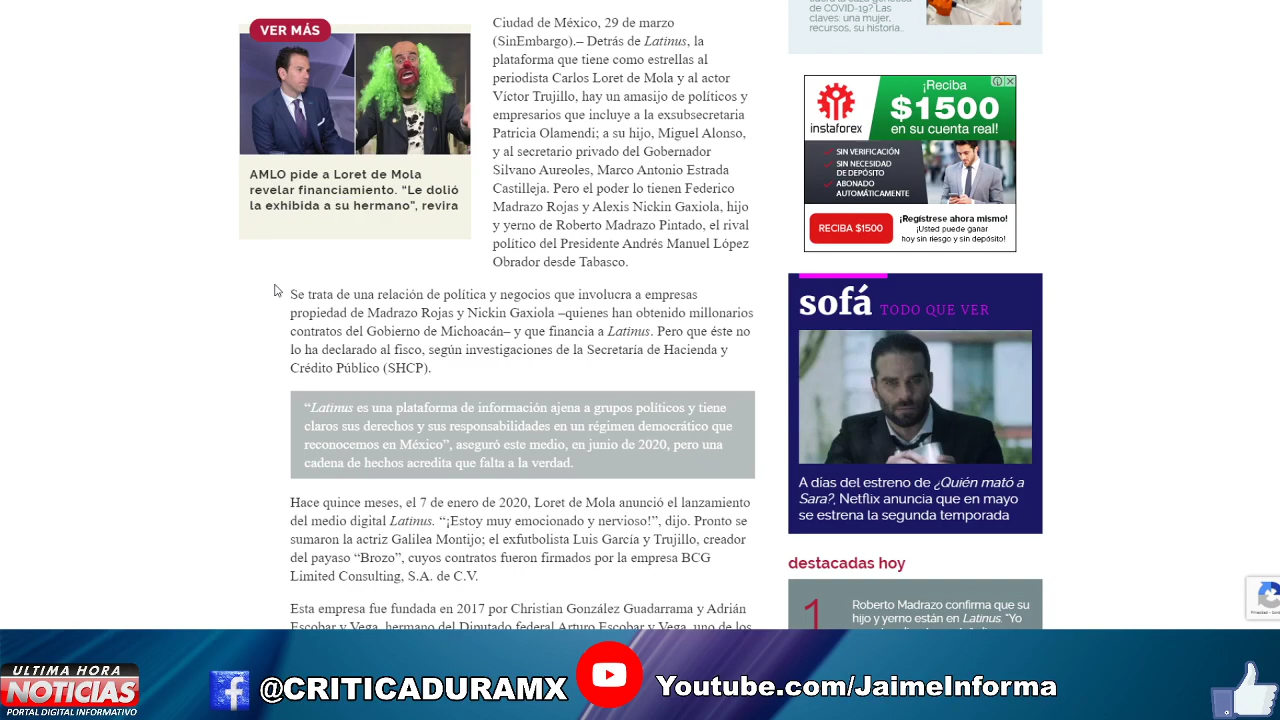 VER MÁS
AMLO pide a Loret de Mola
revelar financiamiento. “Le dolió
la exhibida a su hermano”, revira
Ciudad de México, 29 de marzo
(SinEmbargo).– Detrás de Latinus, la
plataforma que tiene como estrellas al
periodista Carlos Loret de Mola y al actor
Víctor Trujillo, hay un amasijo de políticos y
empresarios que incluye a la exsubsecretaria
Patricia Olamendi; a su hijo, Miguel Alonso,
y al secretario privado del Gobernador
Silvano Aureoles, Marco Antonio Estrada
Castilleja. Pero el poder lo tienen Federico
Madrazo Rojas y Alexis Nickin Gaxiola, hijo
y yerno de Roberto Madrazo Pintado, el rival
político del Presidente Andrés Manuel López
Obrador desde Tabasco.
Se trata de una relación de política y negocios que involucra a empresas
propiedad de Madrazo Rojas y Nickin Gaxiola –quienes han obtenido millonarios
contratos del Gobierno de Michoacán– y que financia a Latinus. Pero que éste no
lo ha declarado al fisco, según investigaciones de la Secretaría de Hacienda y
Crédito Público (SHCP).
“Latinus es una plataforma de información ajena a grupos políticos y tiene
claros sus derechos y sus responsabilidades en un régimen democrático que
reconocemos en México”, aseguró este medio, en junio de 2020, pero una
cadena de hechos acredita que falta a la verdad.
Hace quince meses, el 7 de enero de 2020, Loret de Mola anunció el lanzamiento
del medio digital Latinus. “¡Estoy muy emocionado y nervioso!”, dijo. Pronto se
sumaron la actriz Galilea Montijo; el exfutbolista Luis García y Trujillo, creador
del payaso “Brozo”, cuyos contratos fueron firmados por la empresa BCG
Limited Consulting, S.A. de C.V.
Esta empresa fue fundada en 2017 por Christian González Guadarrama y Adrián
Escobar y Vega, hermano del Diputado federal Arturo Escobar y Vega, uno de los
de COVID-19? Las
claves: una mujer,
recursos, su historia..
instaforex
¡Reciba
$1500
en su cuenta real!
SIN VERIFICACIÓN
SIN NECESIDAD
DE DEPÓSITO
ABONADO
AUTOMÁTICAMENTE
RECIBA $1500
¡Regístrese ahora mismo!
¡Usted puede ganar
hoy sin riesgo y sin depósito!
sofá TODO QUE VER
A días del estreno de ¿Quién mató a
Sara?, Netflix anuncia que en mayo
se estrena la segunda temporada
destacadas hoy
1
Roberto Madrazo confirma que su
hijo y yerno están en Latinus. “Yo
ULTIMA HORA
NOTICIAS
PORTAL DIGITAL INFORMATIVO
@CRITICADURAMX
Youtube.com/JaimeInforma